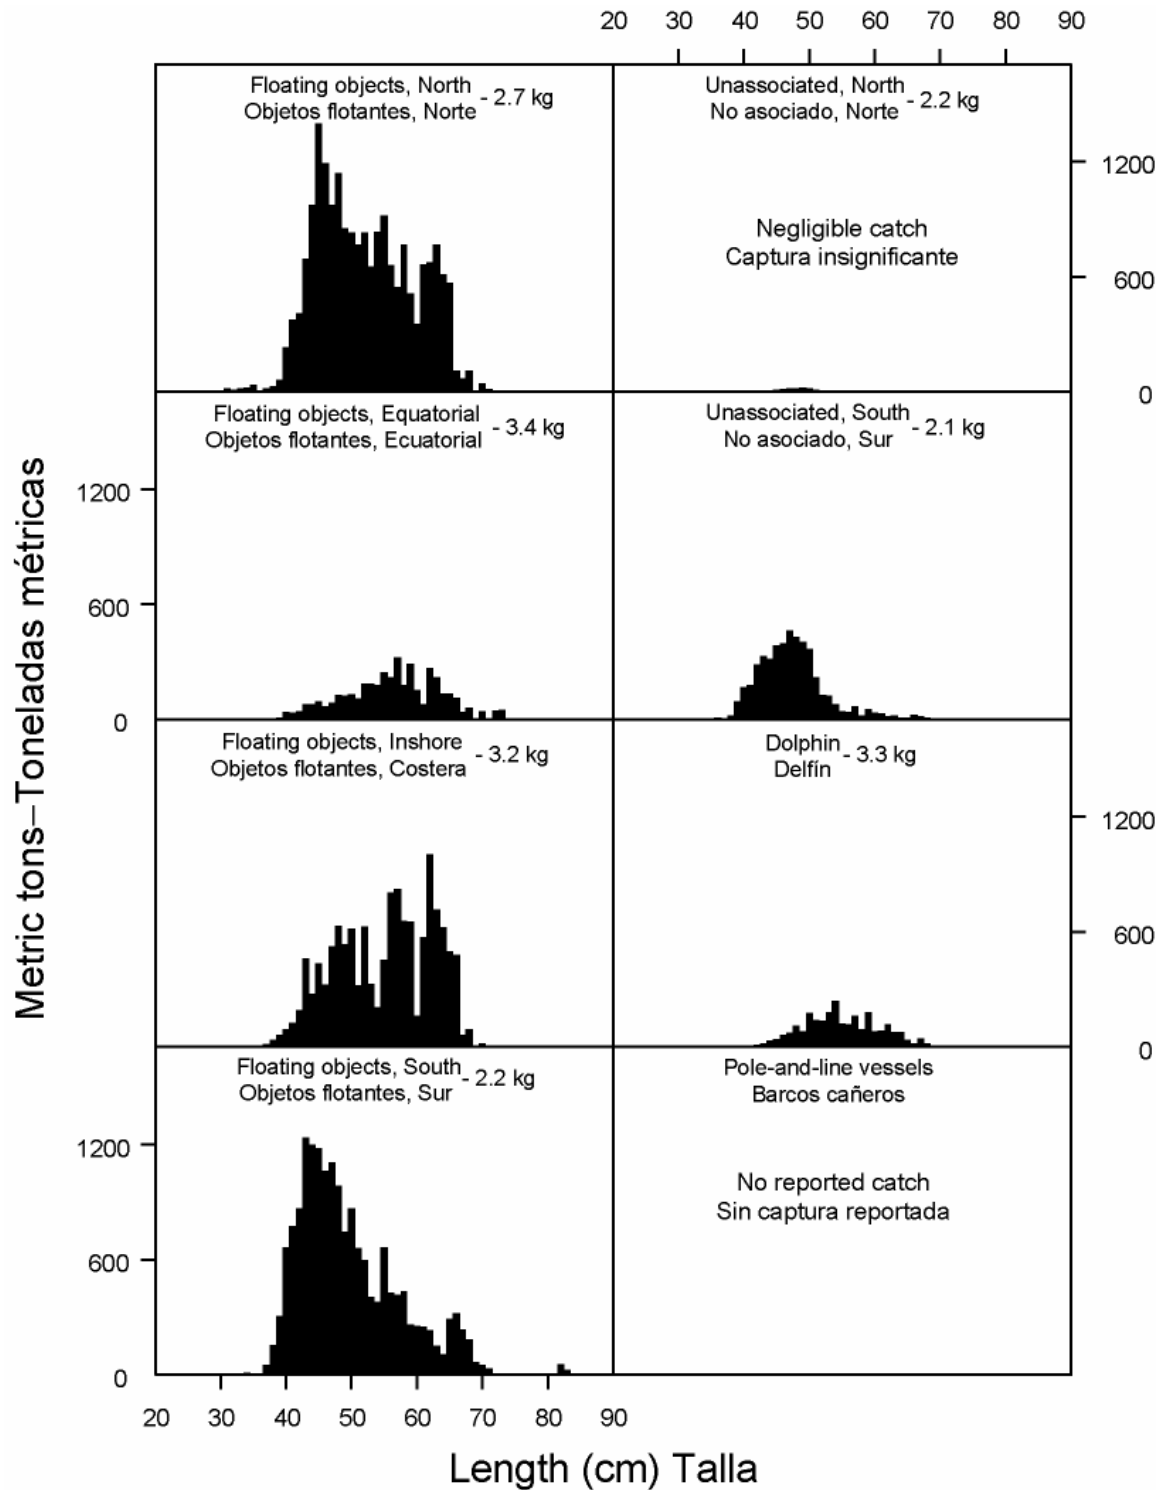 20 30 40 50 60 70 80 90
Floating objects, North
Objetos flotantes, Norte
- 2.7 kg
Unassociated, North
No asociado, Norte
- 2.2 kg
Negligible catch
Captura insignificante
1200
600
0
Floating objects, Equatorial
Objetos flotantes, Ecuatorial
- 3.4 kg
1200
600
0
Unassociated, South
No asociado, Sur
- 2.1 kg
Floating objects, Inshore
Objetos flotantes, Costera
- 3.2 kg
Dolphin
Delfín
- 3.3 kg
1200
600
0
Floating objects, South
Objetos flotantes, Sur
- 2.2 kg
1200
600
0
Pole-and-line vessels
Barcos cañeros
No reported catch
Sin captura reportada
20 30 40 50 60 70 80 90
Metric tons–Toneladas métricas
Length (cm) Talla